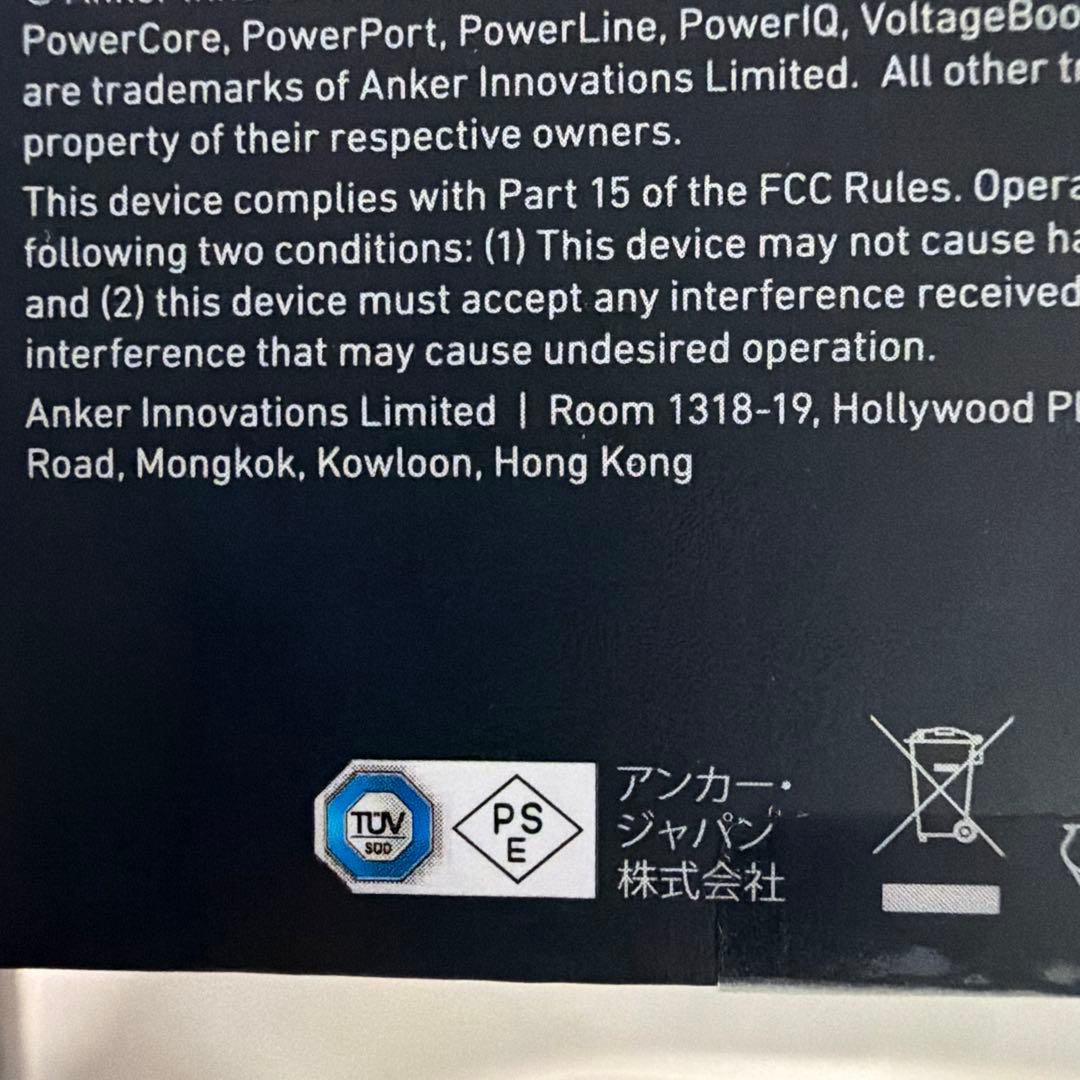 PowerCore, PowerPort, PowerLine, PowerIQ, VoltageBoo
are trademarks of Anker Innovations Limited. All other tr
property of their respective owners.
This device complies with Part 15 of the FCC Rules. Opera
following two conditions: (1) This device may not cause ha
and (2) this device must accept any interference received
interference that may cause undesired operation.
Anker Innovations Limited | Room 1318-19, Hollywood Pl
Road, Mongkok, Kowloon, Hong Kong
TÜV
SÜD
PS
E
アンカー・
ジャパン
株式会社